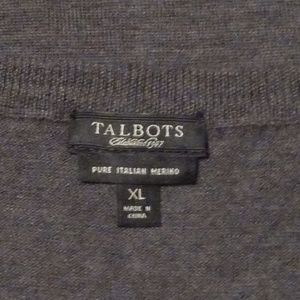 TALBOTS
Established 1947
PURE ITALIAN MERINO
XL
MADE IN
CHINA